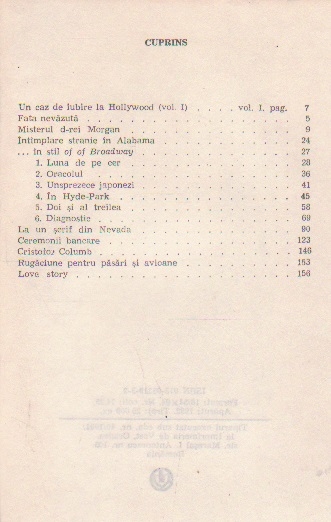 CUPRINS
Un caz de iubire la Hollywood (vol. I) . . . . vol. I, pag. 7
Fata nevăzută . . . . . . . . . . . . . . . . . 5
Misterul d-rei Morgan . . . . . . . . . . . . . 9
Întîmplare stranie în Alabama . . . . . . . . . 24
... în stil of of Broadway . . . . . . . . . . . 27
1. Luna de pe cer . . . . . . . . . . . . . 28
2. Oracolul . . . . . . . . . . . . . . . . 36
3. Unsprezece japonezi . . . . . . . . . . . 41
4. În Hyde-Park . . . . . . . . . . . . . . 45
5. Doi și al treilea . . . . . . . . . . . . 58
6. Diagnostic . . . . . . . . . . . . . . . 69
La un șerif din Nevada . . . . . . . . . . . . 90
Ceremonii bancare . . . . . . . . . . . . . . . 123
Cristofor Columb . . . . . . . . . . . . . . . 146
Rugăciune pentru păsări și avioane . . . . . . . 153
Love story . . . . . . . . . . . . . . . . . . 156